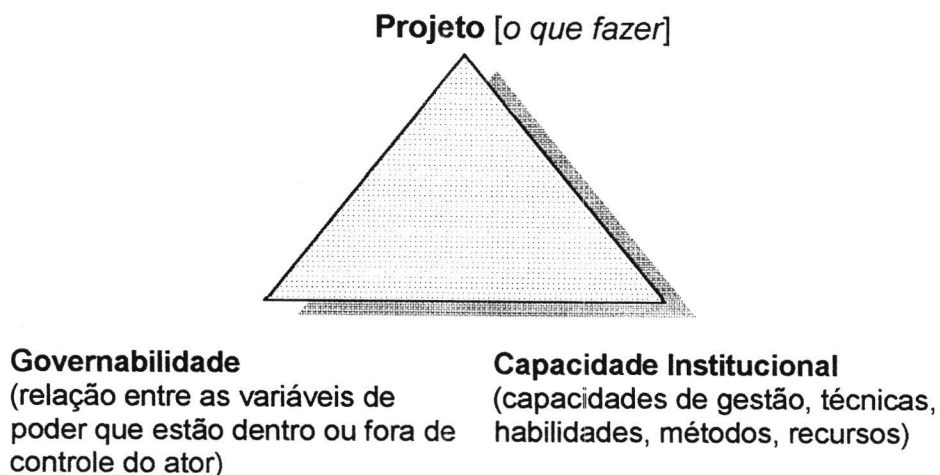 Projeto [o que fazer]
Governabilidade
(relação entre as variáveis de
poder que estão dentro ou fora de
controle do ator)
Capacidade Institucional
(capacidades de gestão, técnicas,
habilidades, métodos, recursos)